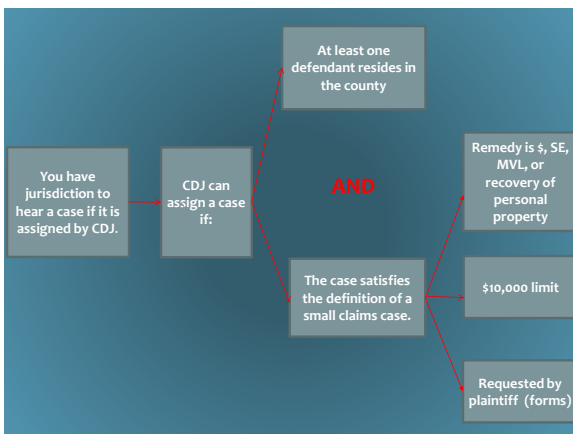 You have
jurisdiction to
hear a case if it is
assigned by CDJ.
CDJ can
assign a case
if:
At least one
defendant resides in
the county
AND
The case satisfies
the definition of a
small claims case.
Remedy is $, SE,
MVL, or
recovery of
personal
property
$10,000 limit
Requested by
plaintiff (forms)